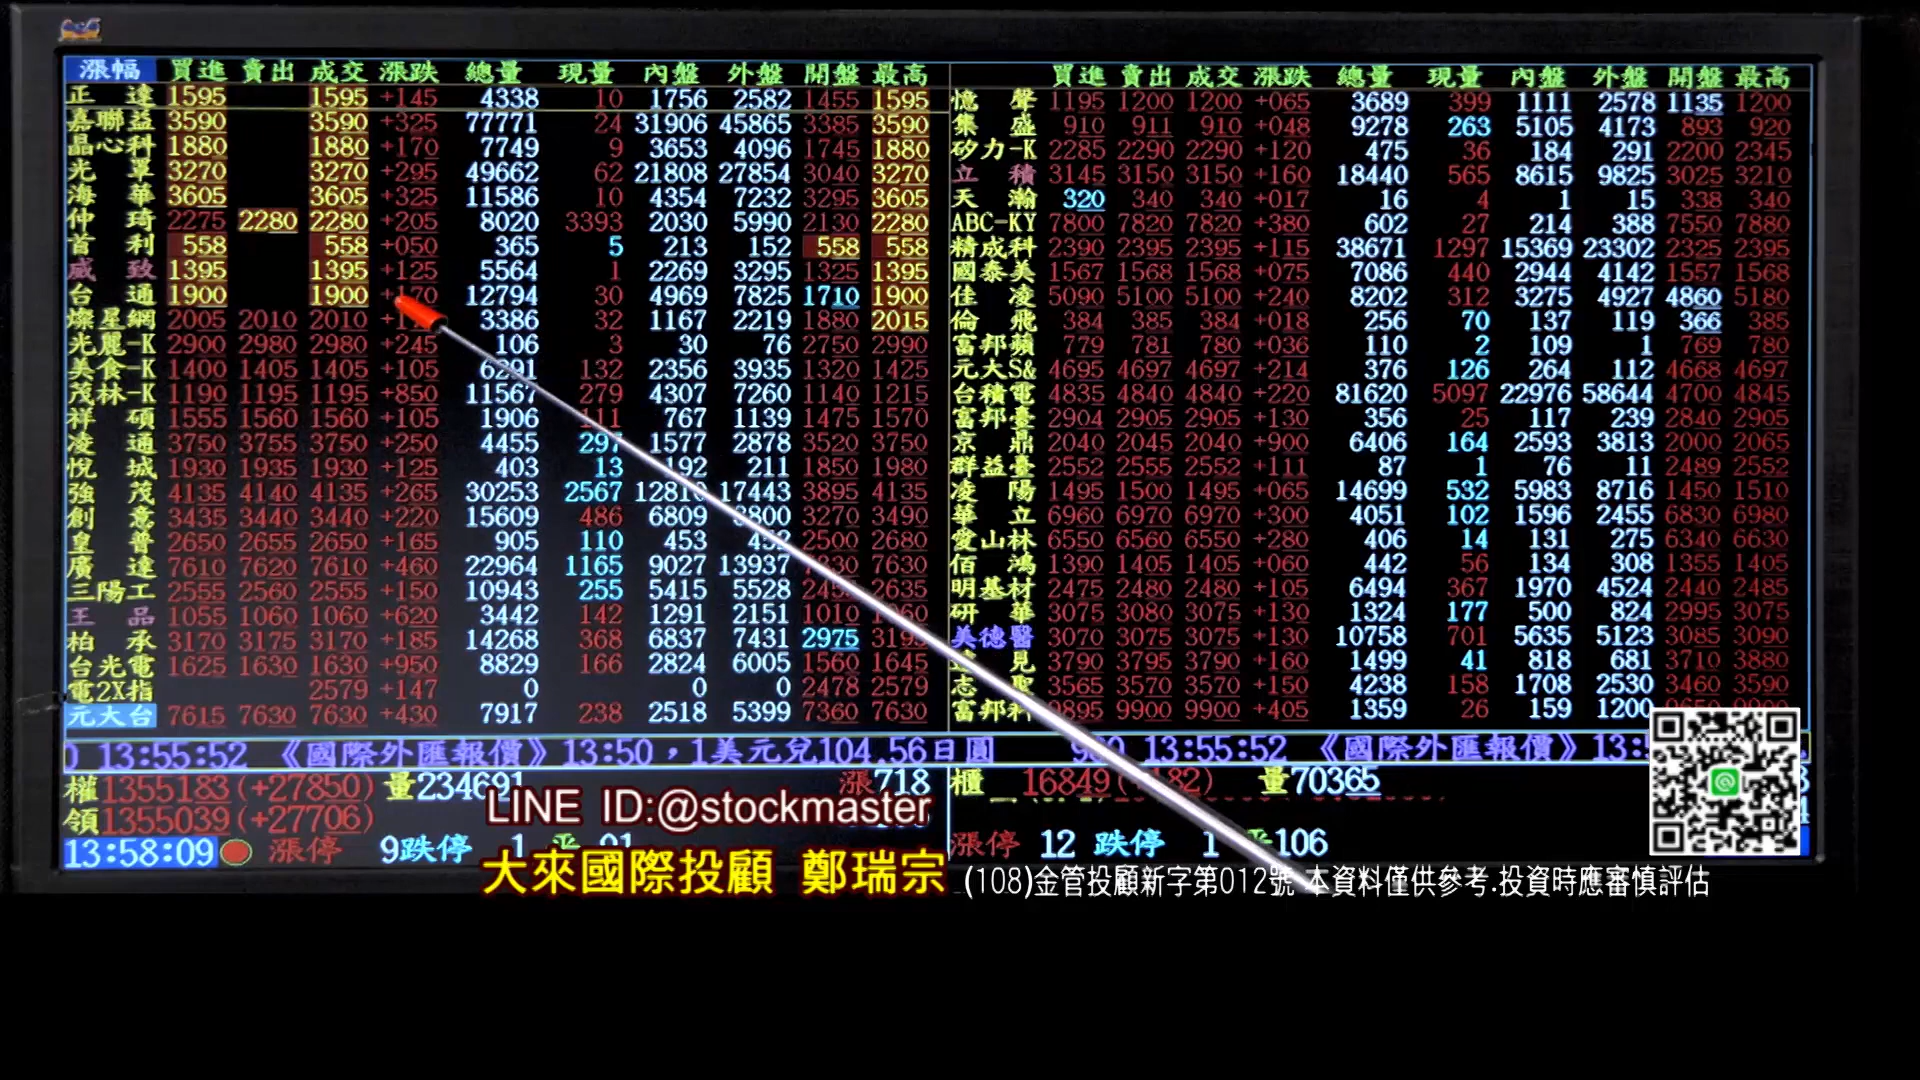 漲幅 買進 賣出 成交 漲跌 總量 現量 內盤 外盤 開盤 最高
正達 1595 1595 +145 4338 10 1756 2582 1455 1595
嘉聯益 3590 3590 +325 77771 24 31906 45865 3385 3590
晶心科 1880 1880 +170 7749 9 3653 4096 1745 1880
光罩 3270 3270 +295 49662 62 21808 27854 3040 3270
海華 3605 3605 +325 11586 10 4354 7232 3295 3605
仲琦 2275 2280 2280 +205 8020 3393 2030 5990 2130 2280
首利 558 558 +050 365 5 213 152 558 558
威致 1395 1395 +125 5564 1 2269 3295 1325 1395
台通 1900 1900 +170 12794 30 4969 7825 1710 1900
燦星網 2005 2010 2010 3386 32 1167 2219 1880 2015
光麗-K 2900 2980 2980 +245 106 3 30 76 2750 2990
美食-K 1400 1405 1405 +105 6291 132 2356 3935 1320 1425
茂林-K 1190 1195 1195 +850 11567 279 4307 7260 1140 1215
祥碩 1555 1560 1560 +105 1906 111 767 1139 1475 1570
凌通 3750 3755 3750 +250 4455 297 1577 2878 3520 3750
悅城 1930 1935 1930 +125 403 13 192 211 1850 1980
強茂 4135 4140 4135 +265 30253 2567 12810 17443 3895 4135
創意 3435 3440 3440 +220 15609 486 6809 8800 3270 3490
皇普 2650 2655 2650 +165 905 110 453 452 2500 2680
廣達 7610 7620 7610 +460 22964 1165 9027 13937 7630
三陽工 2555 2560 2555 +150 10943 255 5415 5528 2635
王品 1055 1060 1060 +620 3442 142 1291 2151 1010
柏承 3170 3175 3170 +185 14268 368 6837 7431 2975
台光電 1625 1630 1630 +950 8829 166 2824 6005 1560 1645
電2X指 2579 +147 0 0 0 2478 2579
元大台 7615 7630 7630 +430 7917 238 2518 5399 7360 7630
買進 賣出 成交 漲跌 總量 現量 內盤 外盤 開盤 最高
憶聲 1195 1200 1200 +065 3689 399 1111 2578 1135 1200
集盛 910 911 910 +048 9278 263 5105 4173 893 920
矽力-K 2285 2290 2290 +120 475 36 184 291 2200 2345
立積 3145 3150 3150 +160 18440 565 8615 9825 3025 3210
天瀚 320 340 340 +017 16 4 1 15 338 340
ABC-KY 7800 7820 7820 +380 602 27 214 388 7550 7880
精成科 2390 2395 2395 +115 38671 1297 15369 23302 2325 2395
國泰美 1567 1568 1568 +075 7086 440 2944 4142 1557 1568
佳凌 5090 5100 5100 +240 8202 312 3275 4927 4860 5180
倫飛 384 385 384 +018 256 70 137 119 366 385
富邦蘋 779 781 780 +036 110 2 109 1 769 780
元大S& 4695 4697 4697 +214 376 126 264 112 4668 4697
台積電 4835 4840 4840 +220 81620 5097 22976 58644 4700 4845
富邦臺 2904 2905 2905 +130 356 25 117 239 2840 2905
京鼎 2040 2045 2040 +900 6406 164 2593 3813 2000 2065
群益臺 2552 2555 2552 +111 87 1 76 11 2489 2552
凌陽 1495 1500 1495 +065 14699 532 5983 8716 1450 1510
華立 6960 6970 6970 +300 4051 102 1596 2455 6830 6980
愛山林 6550 6560 6550 +280 406 14 131 275 6340 6630
佰鴻 1390 1405 1405 +060 442 56 134 308 1355 1405
明基材 2475 2480 2480 +105 6494 367 1970 4524 2440 2485
研華 3075 3080 3075 +130 1324 177 500 824 2995 3075
美德醫 3070 3075 3075 +130 10758 701 5635 5123 3085 3090
見 3790 3795 3790 +160 1499 41 818 681 3710 3880
志聖 3565 3570 3570 +150 4238 158 1708 2530 3460 3590
富邦科 9895 9900 9900 +405 1359 26 159 1200
13:55:52 《國際外匯報價》13:50，1美元兌104.56日圓
13:55:52 《國際外匯報價》13:
權1355183(+27850) 量234691 漲718
領1355039(+27706)
13:58:09 漲停 9跌停 1 平 91
櫃 16849 量70365
漲停 12 跌停 1 平106
LINE ID:@stockmaster
大來國際投顧 鄭瑞宗
(108)金管投顧新字第012號 本資料僅供參考.投資時應審慎評估